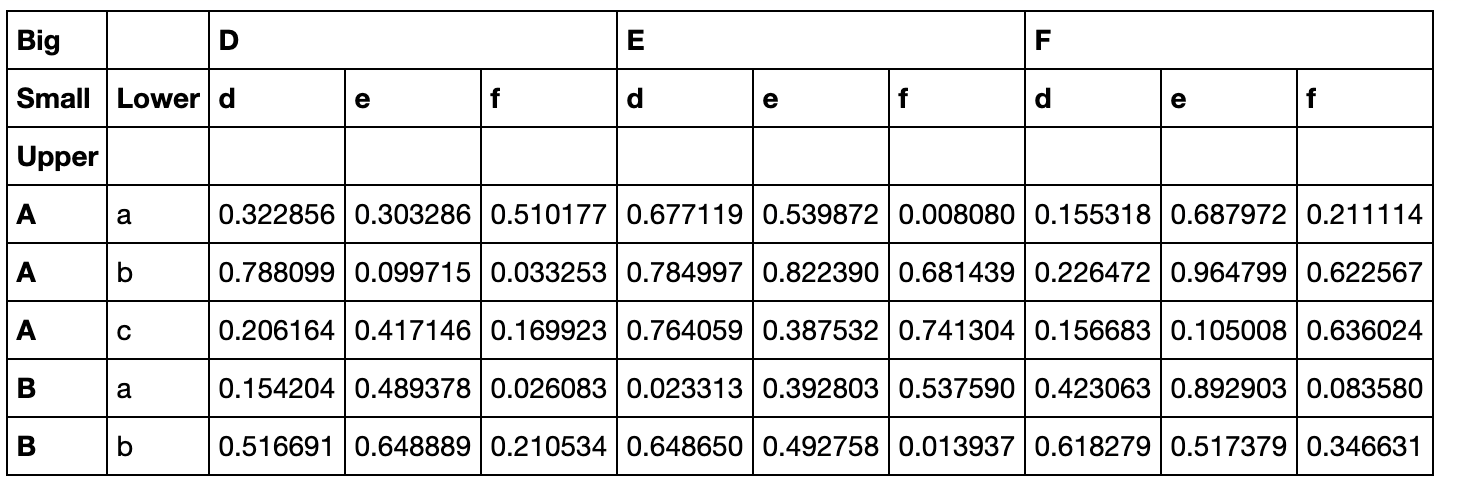 Big D E F
Small Lower d e f d e f d e f
Upper
A a 0.322856 0.303286 0.510177 0.677119 0.539872 0.008080 0.155318 0.687972 0.211114
A b 0.788099 0.099715 0.033253 0.784997 0.822390 0.681439 0.226472 0.964799 0.622567
A c 0.206164 0.417146 0.169923 0.764059 0.387532 0.741304 0.156683 0.105008 0.636024
B a 0.154204 0.489378 0.026083 0.023313 0.392803 0.537590 0.423063 0.892903 0.083580
B b 0.516691 0.648889 0.210534 0.648650 0.492758 0.013937 0.618279 0.517379 0.346631